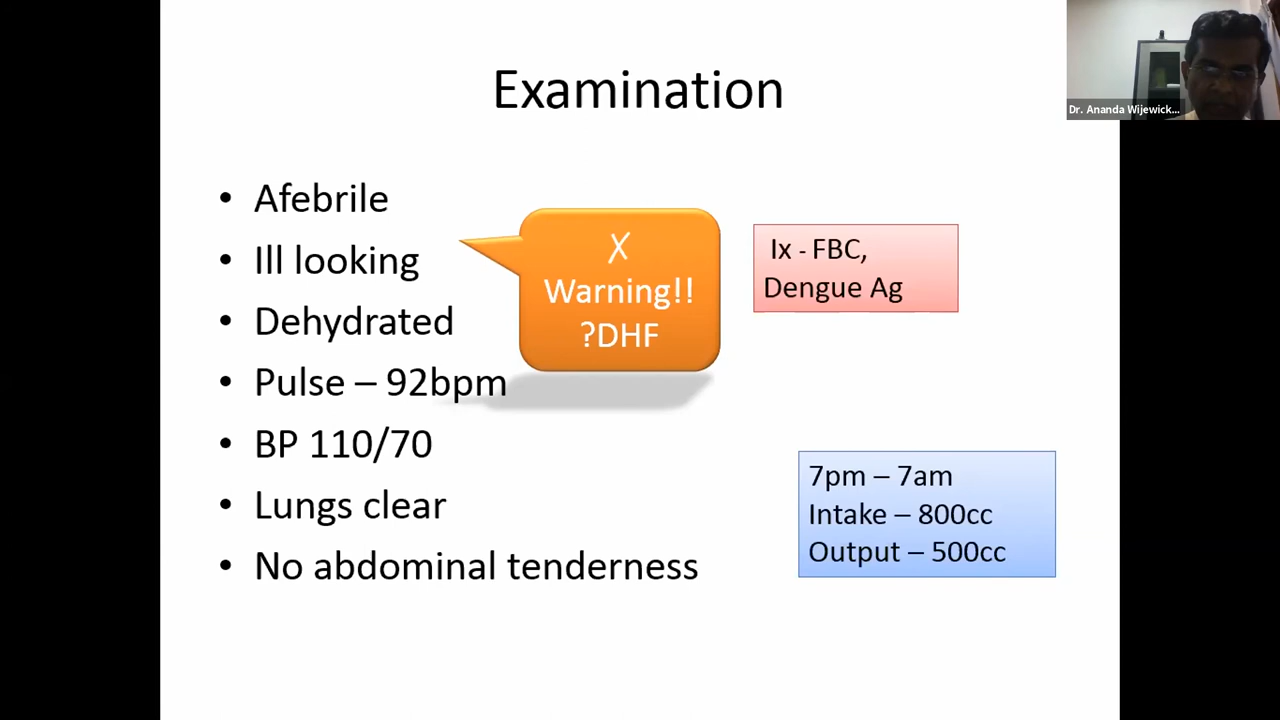 Examination
Dr. Ananda Wijewick...
• Afebrile
• Ill looking
• Dehydrated
• Pulse – 92bpm
• BP 110/70
• Lungs clear
• No abdominal tenderness
X
Warning!!
?DHF
Ix - FBC,
Dengue Ag
7pm – 7am
Intake – 800cc
Output – 500cc